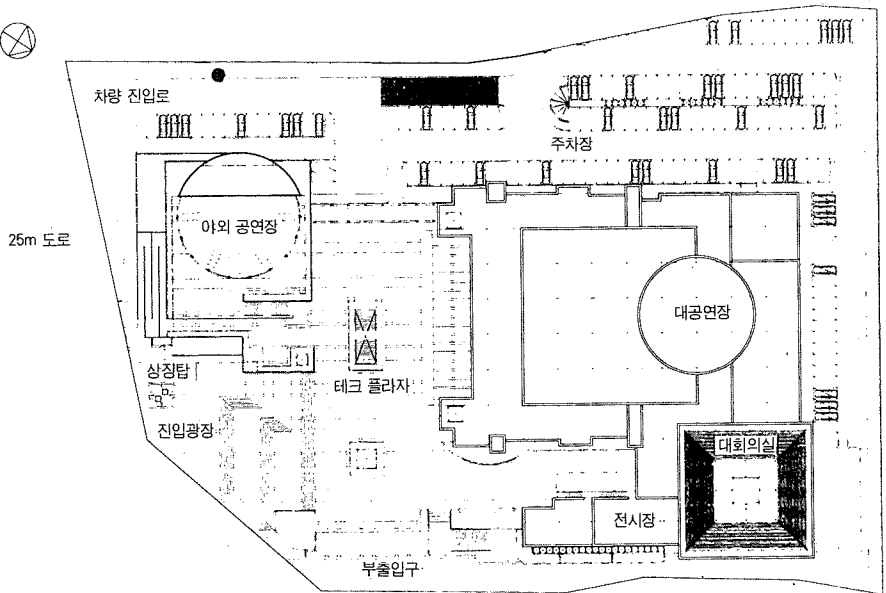 차량 진입로
주차장
야외 공연장
25m 도로
대공연장
상징탑
테크 플라자
진입광장
대회의실
전시장
부출입구